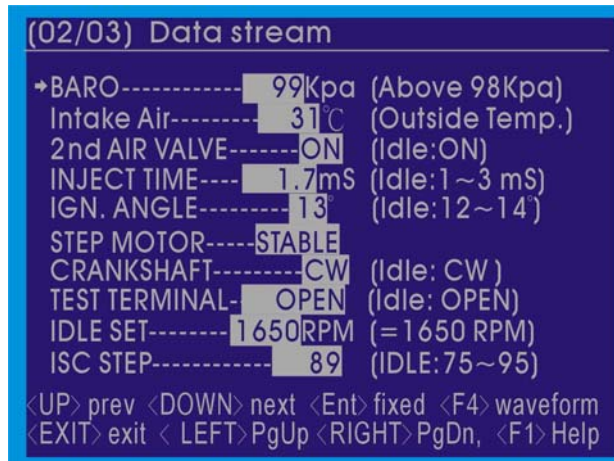 (02/03) Data stream
➔BARO------------ 99Kpa (Above 98Kpa)
Intake Air--------- 31℃ (Outside Temp.)
2nd AIR VALVE-------ON (Idle:ON)
INJECT TIME---- 1.7mS (Idle:1~3 mS)
IGN. ANGLE--------- 13° (Idle:12~14°)
STEP MOTOR-----STABLE
CRANKSHAFT--------CW (Idle: CW )
TEST TERMINAL- OPEN (Idle: OPEN)
IDLE SET-----1650RPM (=1650 RPM)
ISC STEP------------ 89 (IDLE:75~95)
<UP> prev <DOWN> next <Ent> fixed <F4> waveform
<EXIT> exit < LEFT>PgUp <RIGHT>PgDn, <F1>Help